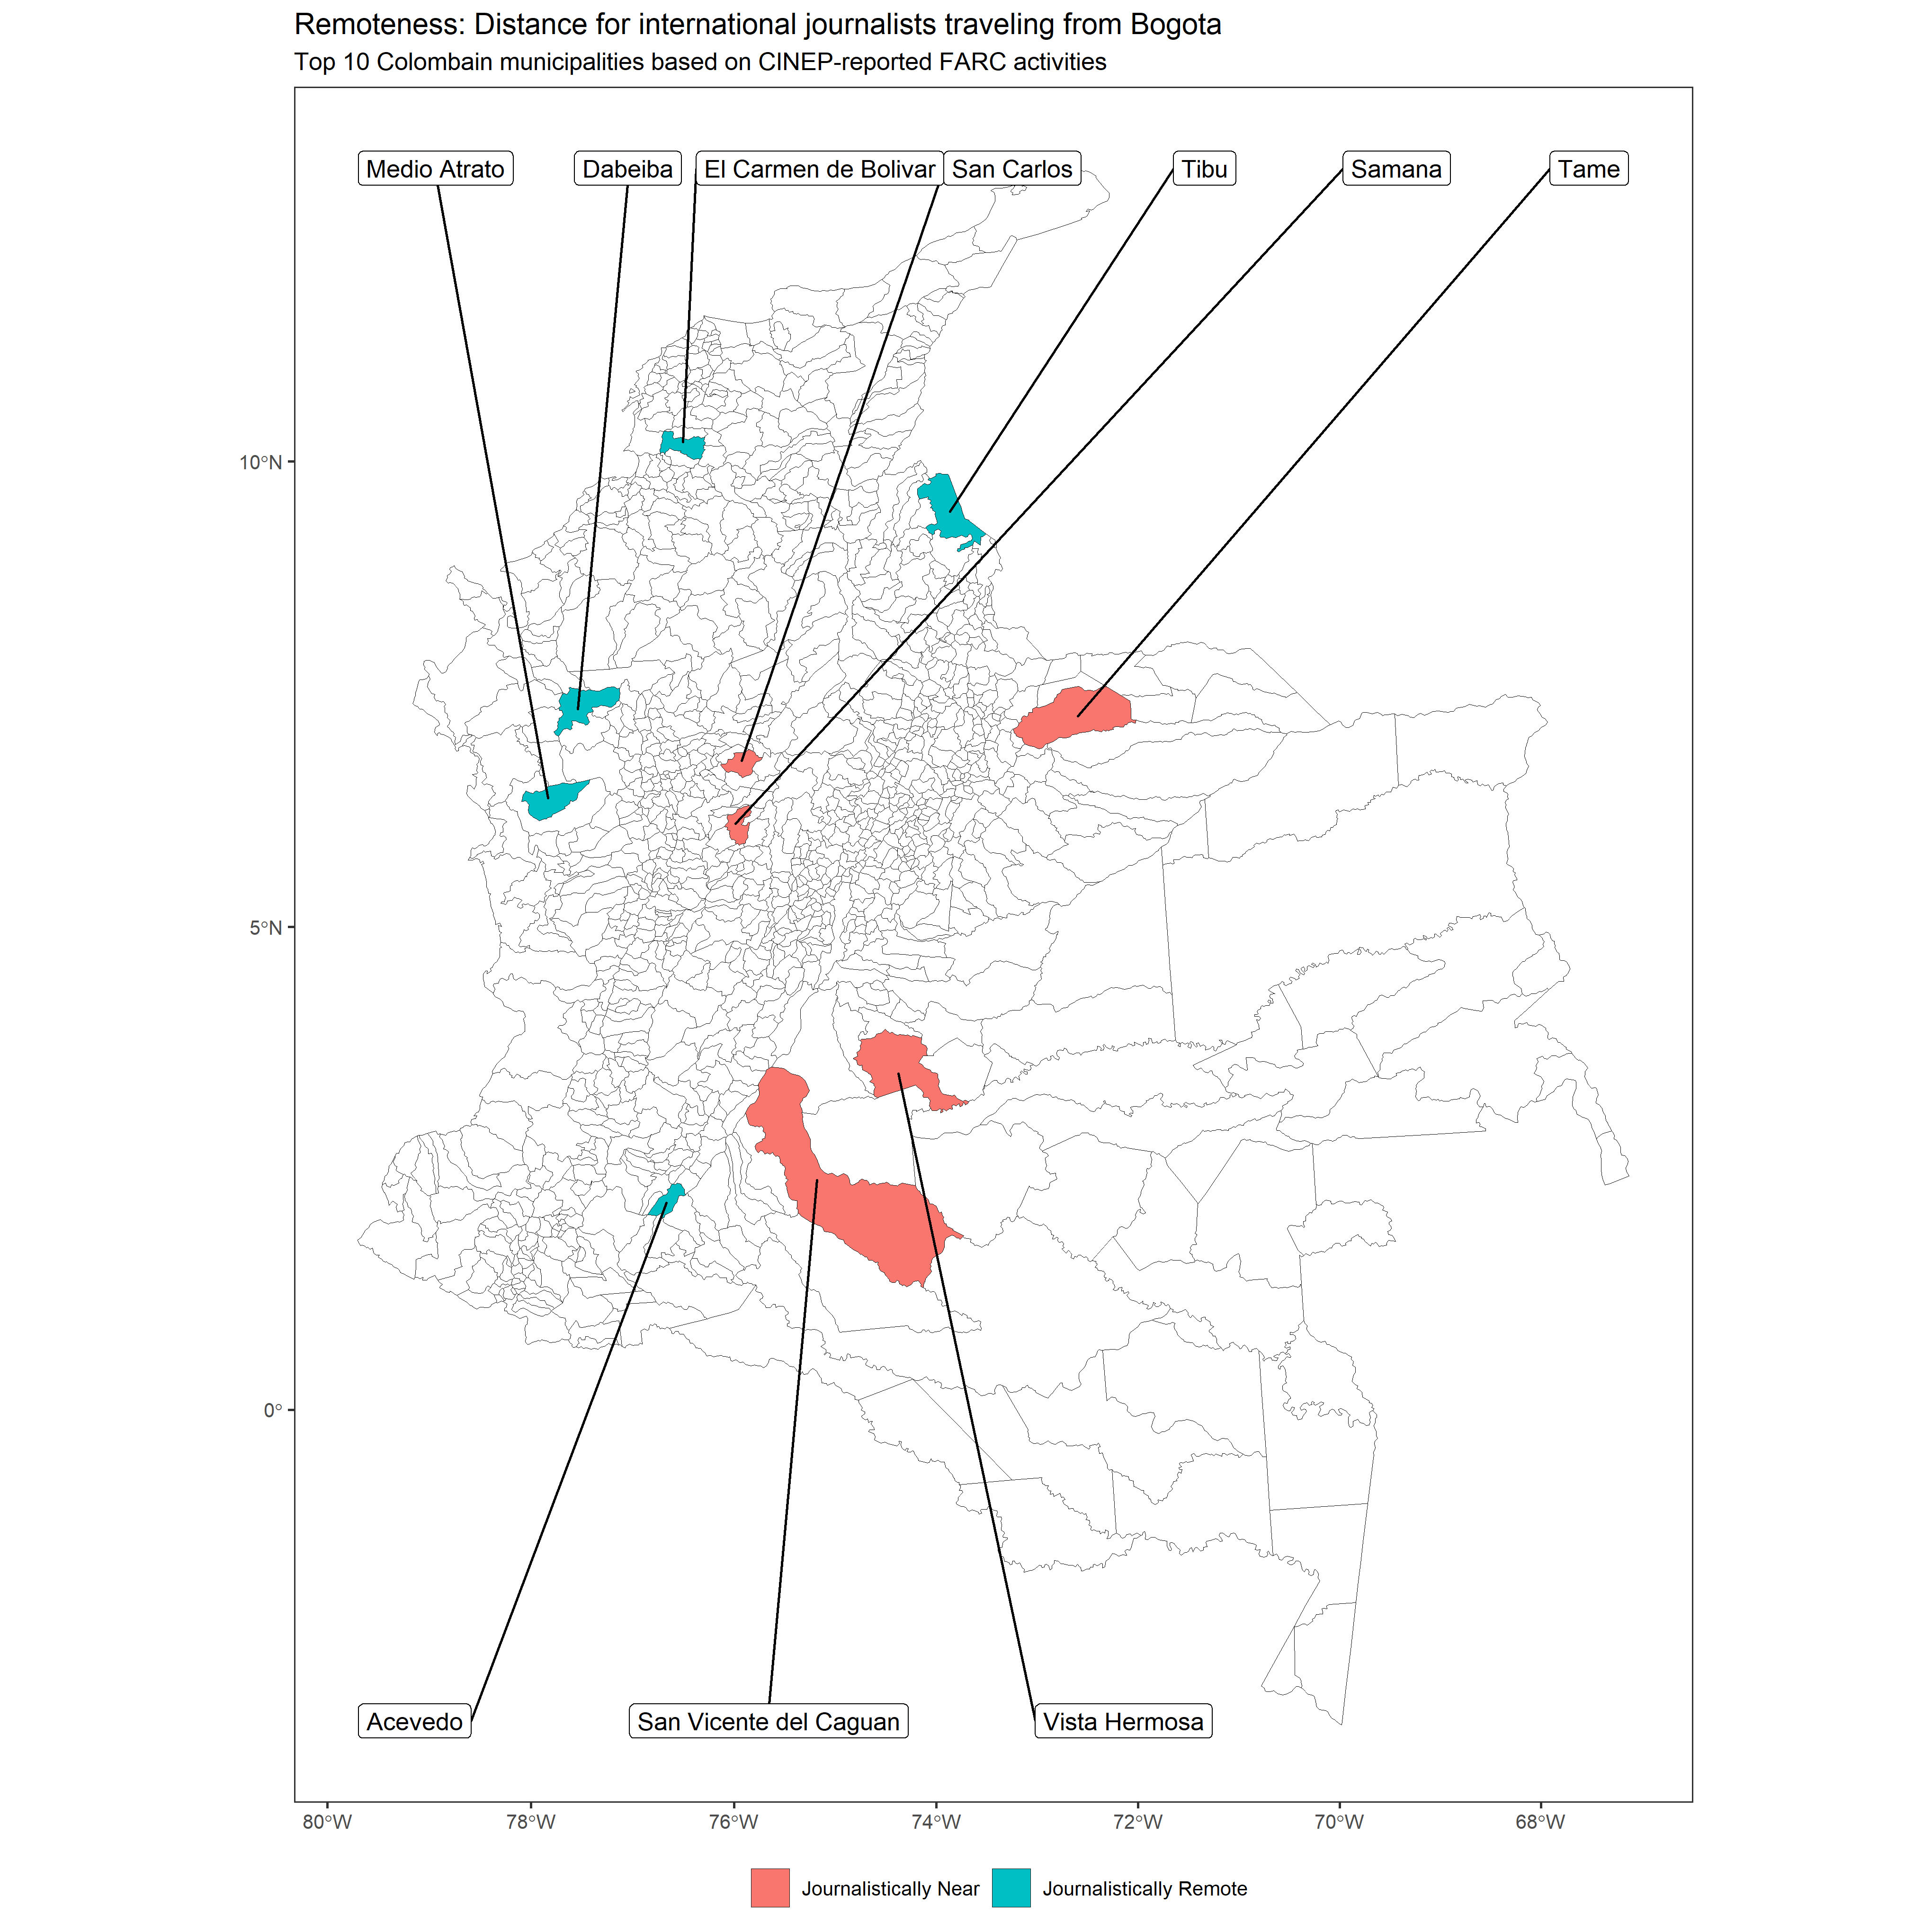 Remoteness: Distance for international journalists traveling from Bogota
Top 10 Colombain municipalities based on CINEP-reported FARC activities
Medio Atrato
Dabeiba
El Carmen de Bolivar
San Carlos
Tibu
Samana
Tame
10°N
5°N
0°
Acevedo
San Vicente del Caguan
Vista Hermosa
80°W
78°W
76°W
74°W
72°W
70°W
68°W
Journalistically Near
Journalistically Remote